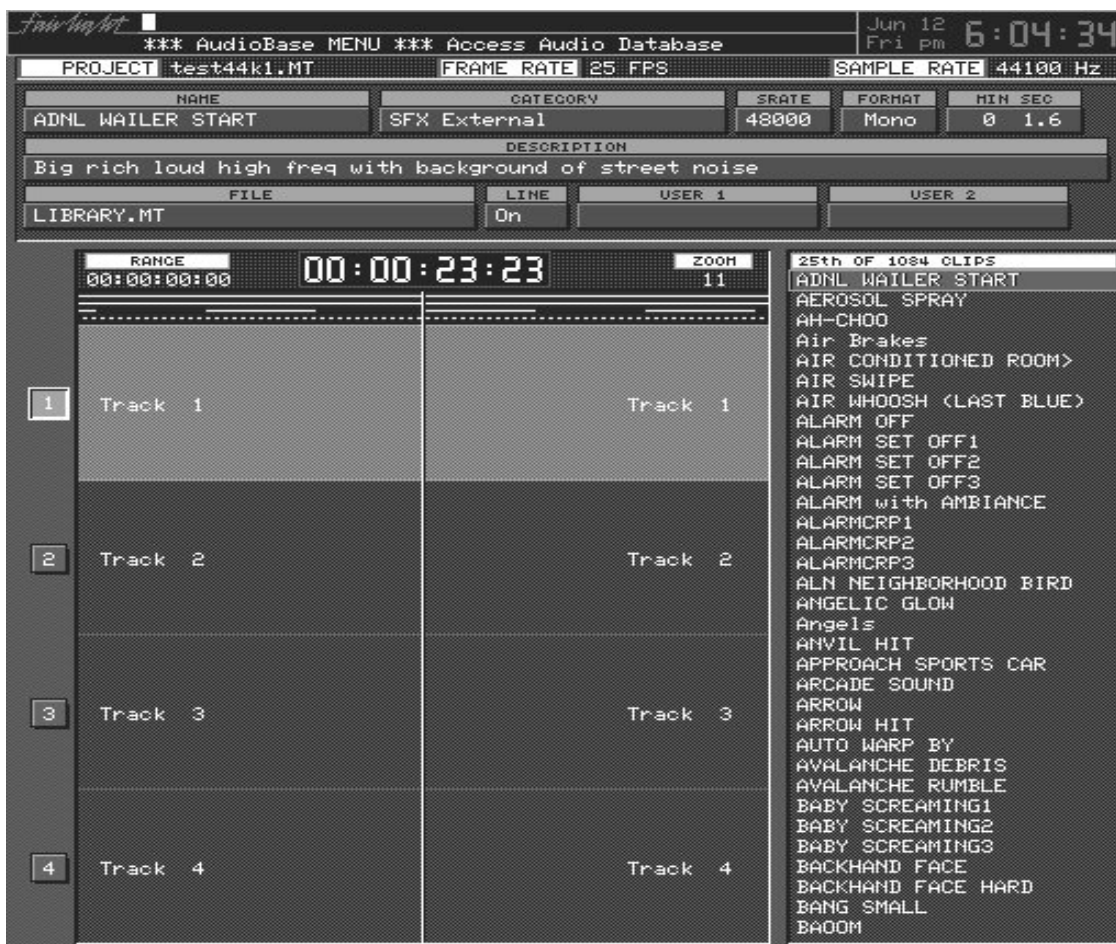 fairlight
Jun 12
Fri pm 6:04:34
*** AudioBase MENU *** Access Audio Database
PROJECT test44k1.MT FRAME RATE 25 FPS SAMPLE RATE 44100 Hz
NAME CATEGORY SRATE FORMAT MIN SEC
ADNL WAILER START SFX External 48000 Mono 0 1.6
DESCRIPTION
Big rich loud high freq with background of street noise
FILE LINE USER 1 USER 2
LIBRARY.MT On
RANGE
00:00:00:00
00:00:23:23
ZOOM
11
1 Track 1 Track 1
2 Track 2 Track 2
3 Track 3 Track 3
4 Track 4 Track 4
25th OF 1084 CLIPS
ADNL WAILER START
AEROSOL SPRAY
AH-CHOO
Air Brakes
AIR CONDITIONED ROOM>
AIR SWIPE
AIR WHOOSH (LAST BLUE)
ALARM OFF
ALARM SET OFF1
ALARM SET OFF2
ALARM SET OFF3
ALARM with AMBIANCE
ALARMCRP1
ALARMCRP2
ALARMCRP3
ALN NEIGHBORHOOD BIRD
ANGELIC GLOW
Angels
ANVIL HIT
APPROACH SPORTS CAR
ARCADE SOUND
ARROW
ARROW HIT
AUTO WARP BY
AVALANCHE DEBRIS
AVALANCHE RUMBLE
BABY SCREAMING1
BABY SCREAMING2
BABY SCREAMING3
BACKHAND FACE
BACKHAND FACE HARD
BANG SMALL
BAOOM